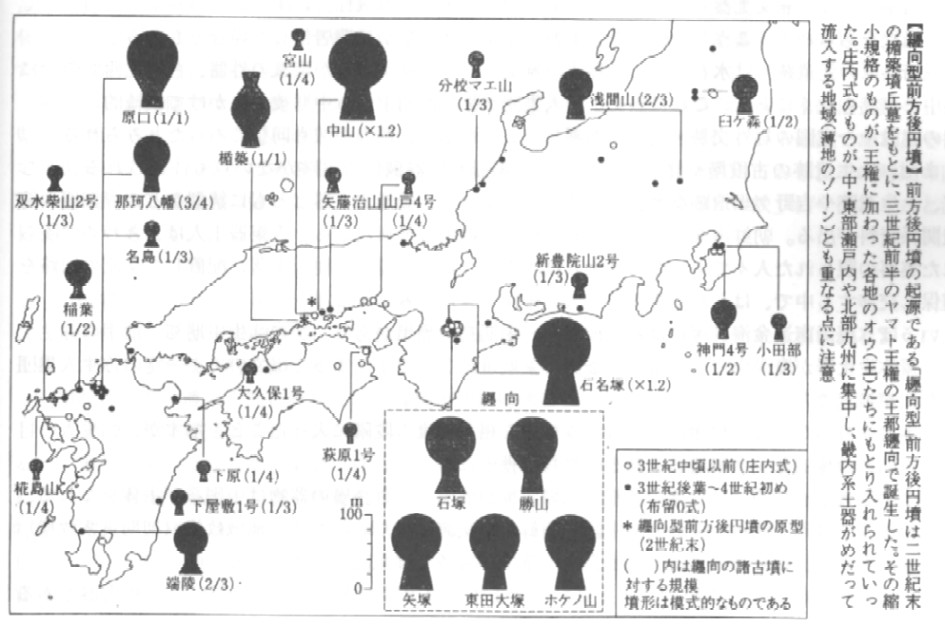 【纒向型前方後円墳】 前方後円墳の起源である。「纒向型」前方後円墳は二世紀末
の楯築墳丘墓をもとに、三世紀前半のヤマト王権の王都纒向で誕生した。その縮
小規格のものが、王権に加わった各地のオウ(王)たちにもとり入れられていっ
た。庄内式のものが、中・東部瀬戸内や北部九州に集中し、畿内系土器がめだって
流入する地域(薄地のゾーン)とも重なる点に注意
原口(1/1)
楯築(1/1)
宮山
(1/4)
中山(×1.2)
分校マエ山
(1/3)
浅間山(2/3)
臼ケ森(1/2)
双水柴山2号
(1/3)
那珂八幡(3/4)
名島(1/3)
矢藤治山
(1/3)
山戸4号
(1/4)
稲葉
(1/2)
新豊院山2号
(1/3)
神門4号
(1/2)
小田部
(1/3)
大久保1号
(1/4)
萩原1号
(1/4)
石名塚(×1.2)
椛島山
(1/4)
下原(1/4)
下屋敷1号(1/3)
端陵(2/3)
纒向
石塚
勝山
矢塚
東田大塚
ホケノ山
m
100
0
○ 3世紀中頃以前(庄内式)
● 3世紀後葉~4世紀初め
(布留0式)
* 纒向型前方後円墳の原型
(2世紀末)
( )内は纒向の諸古墳に
対する規模
墳形は模式的なものである